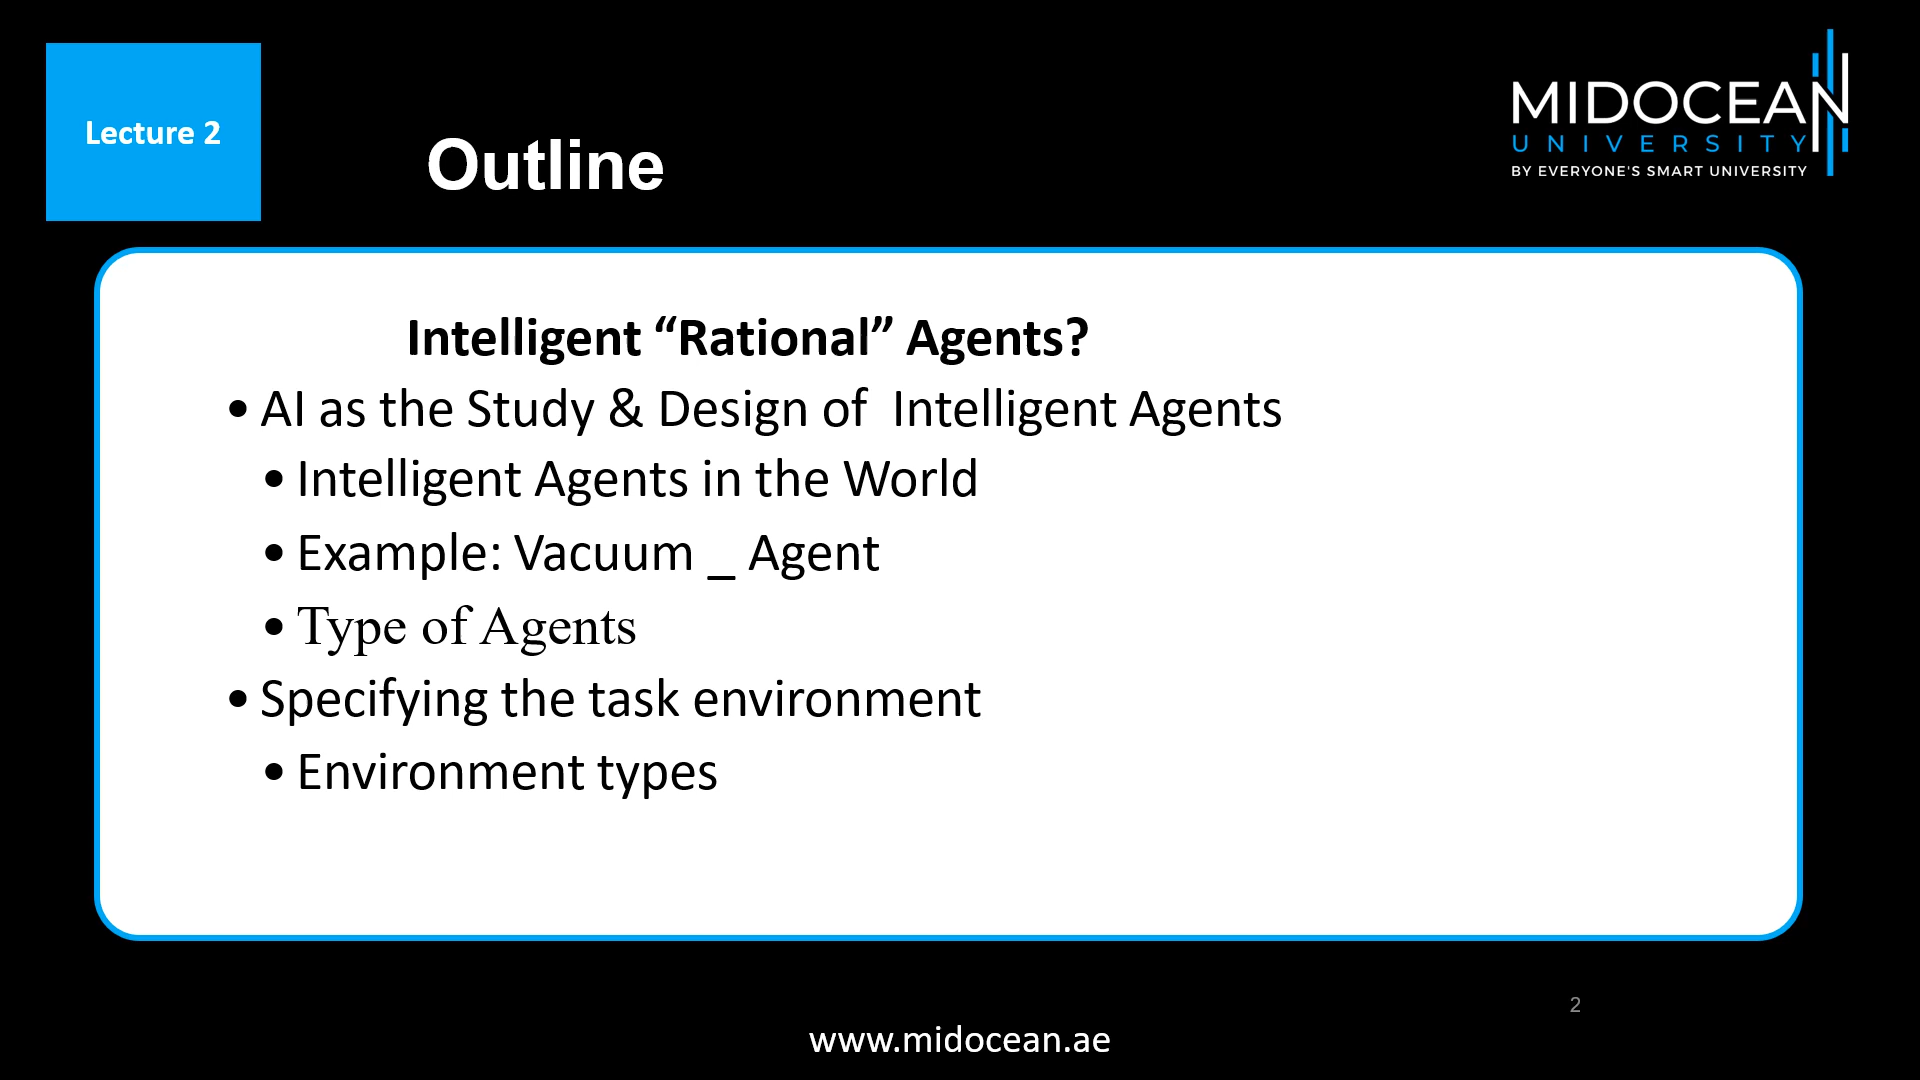 Lecture 2
MIDOCEAN
UNIVERSITY
BY EVERYONE'S SMART UNIVERSITY
Outline
Intelligent “Rational” Agents?
• AI as the Study & Design of  Intelligent Agents
• Intelligent Agents in the World
• Example: Vacuum _ Agent
• Type of Agents
• Specifying the task environment
• Environment types
2
www.midocean.ae